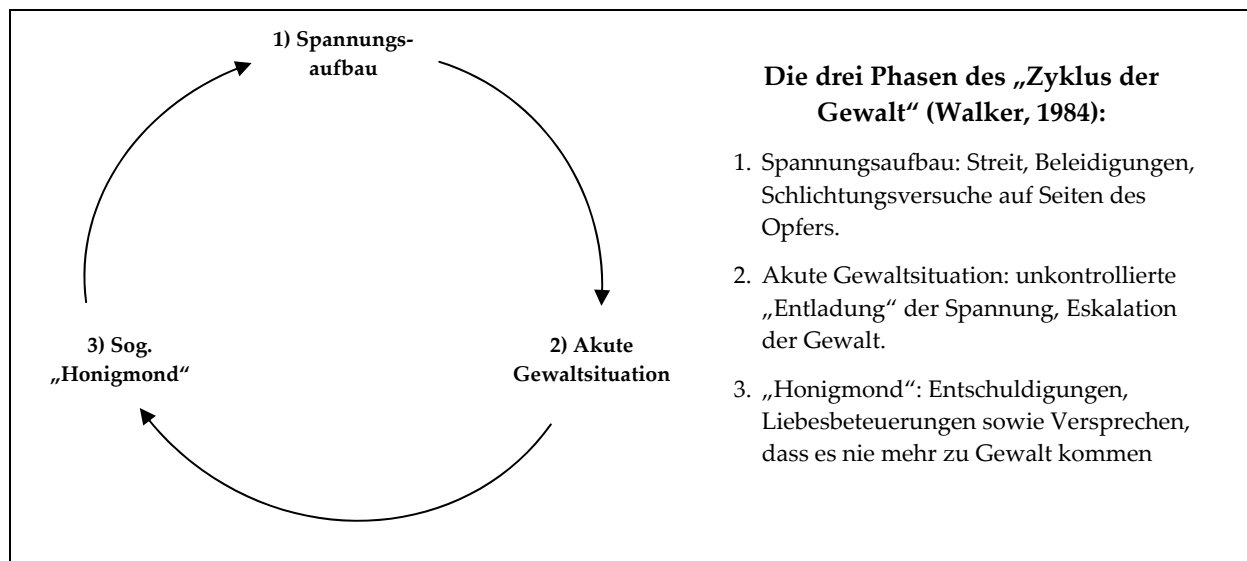 1) Spannungs-
aufbau
2) Akute
Gewaltsituation
3) Sog.
„Honigmond“
Die drei Phasen des „Zyklus der
Gewalt“ (Walker, 1984):
1. Spannungsaufbau: Streit, Beleidigungen,
Schlichtungsversuche auf Seiten des
Opfers.
2. Akute Gewaltsituation: unkontrollierte
„Entladung“ der Spannung, Eskalation
der Gewalt.
3. „Honigmond“: Entschuldigungen,
Liebesbeteuerungen sowie Versprechen,
dass es nie mehr zu Gewalt kommen